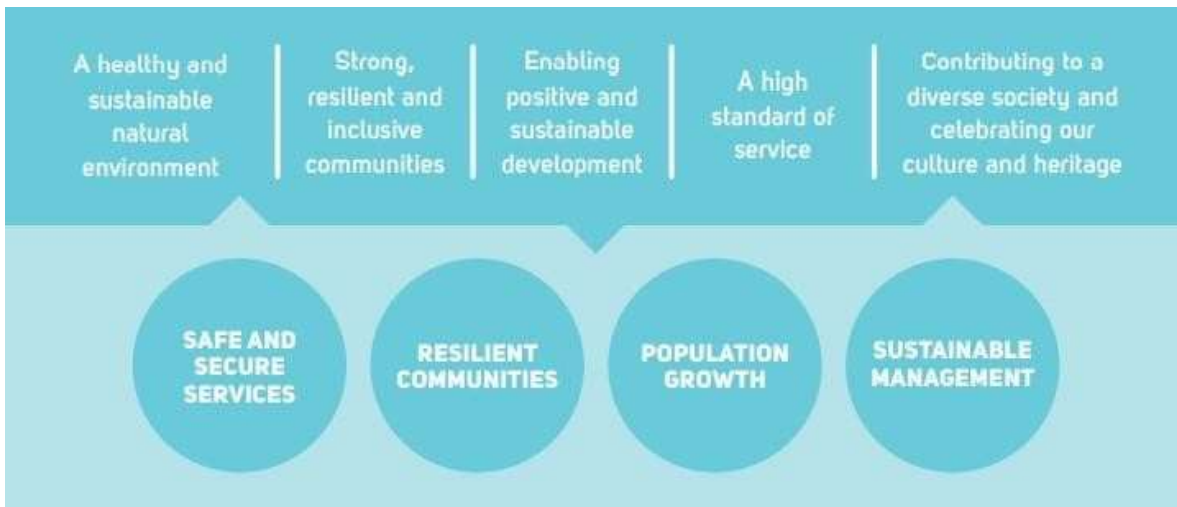 A healthy and
sustainable
natural
environment
Strong,
resilient and
inclusive
communities
Enabling
positive and
sustainable
development
A high
standard of
service
Contributing to a
diverse society and
celebrating our
culture and heritage
SAFE AND
SECURE
SERVICES
RESILIENT
COMMUNITIES
POPULATION
GROWTH
SUSTAINABLE
MANAGEMENT